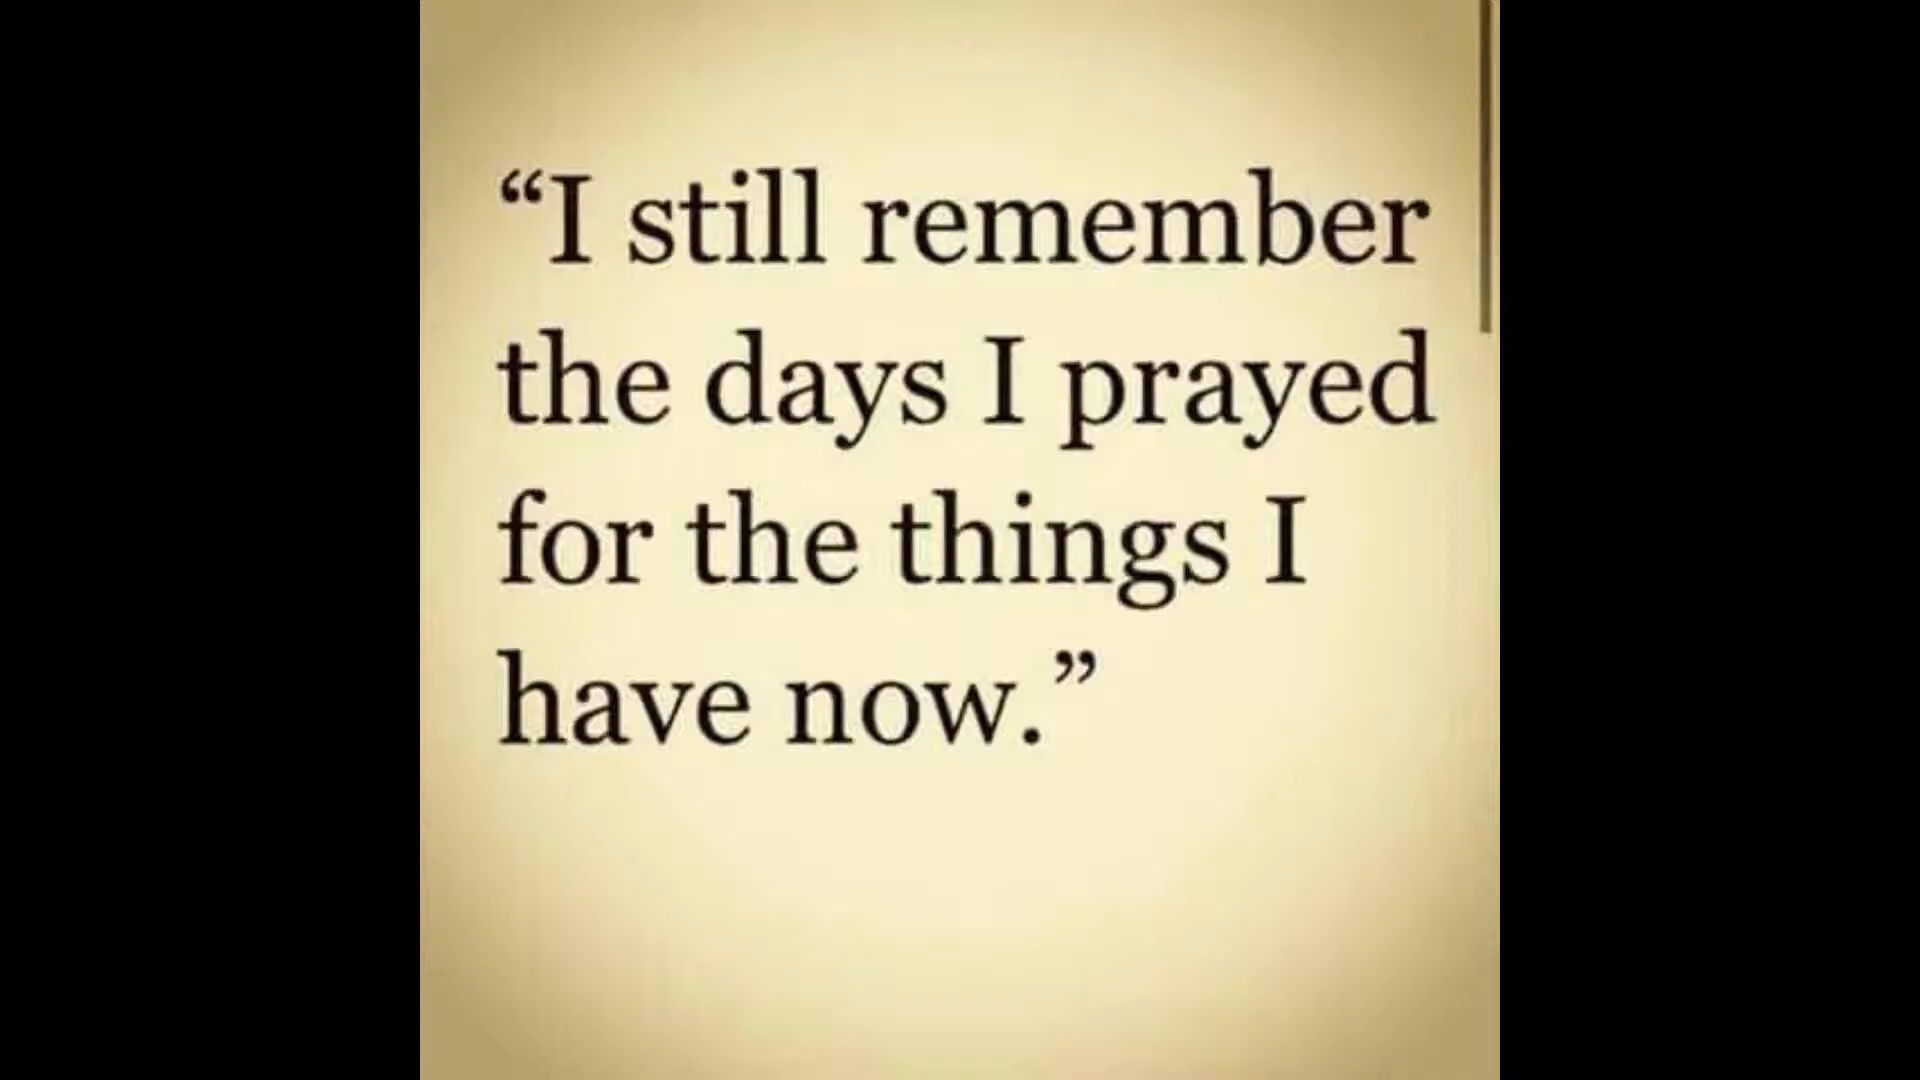 “I still remember
the days I prayed
for the things I
have now.”